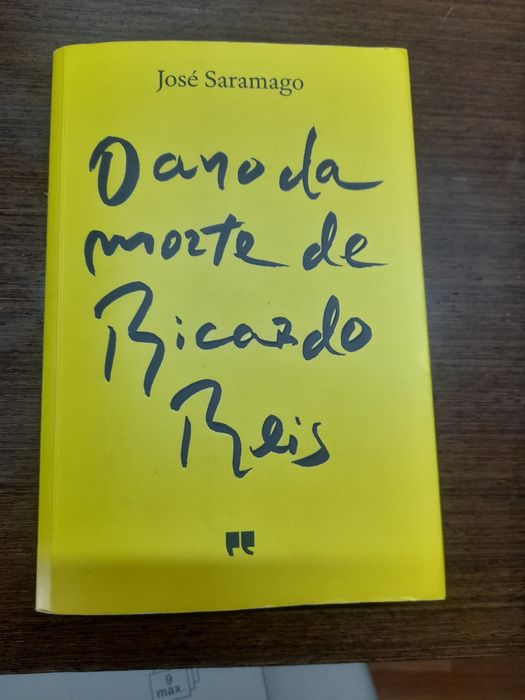 José Saramago
O ano da
morte de
Ricardo
Reis
9
max.